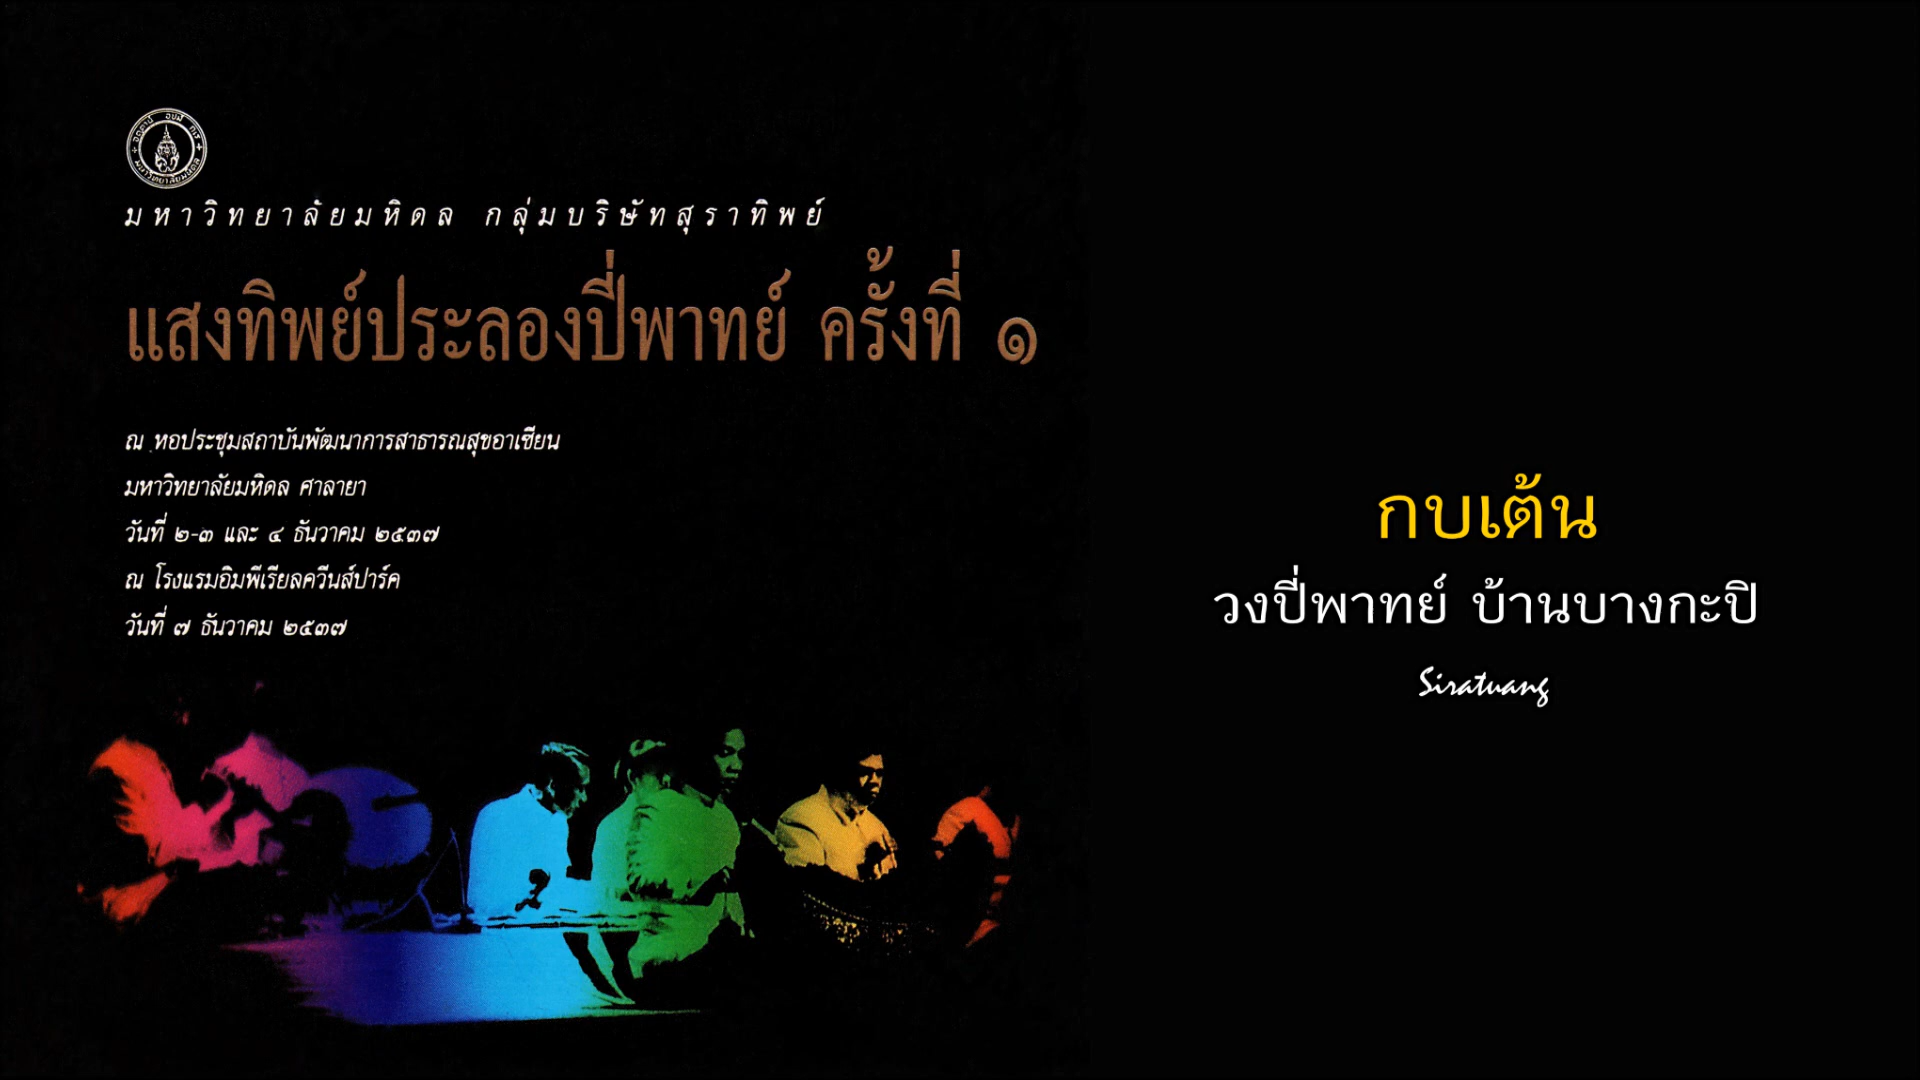 มหาวิทยาลัยมหิดล กลุ่มบริษัทสุราทิพย์
แสงทิพย์ประลองปี่พาทย์ ครั้งที่ ๑
ณ หอประชุมสถาบันพัฒนาการสาธารณสุขอาเซียน
มหาวิทยาลัยมหิดล ศาลายา
วันที่ ๒-๓ และ ๔ ธันวาคม ๒๕๓๗
ณ โรงแรมอิมพีเรียลควีนส์ปาร์ค
วันที่ ๗ ธันวาคม ๒๕๓๗
กบเต้น
วงปี่พาทย์ บ้านบางกะปิ
Siratuang